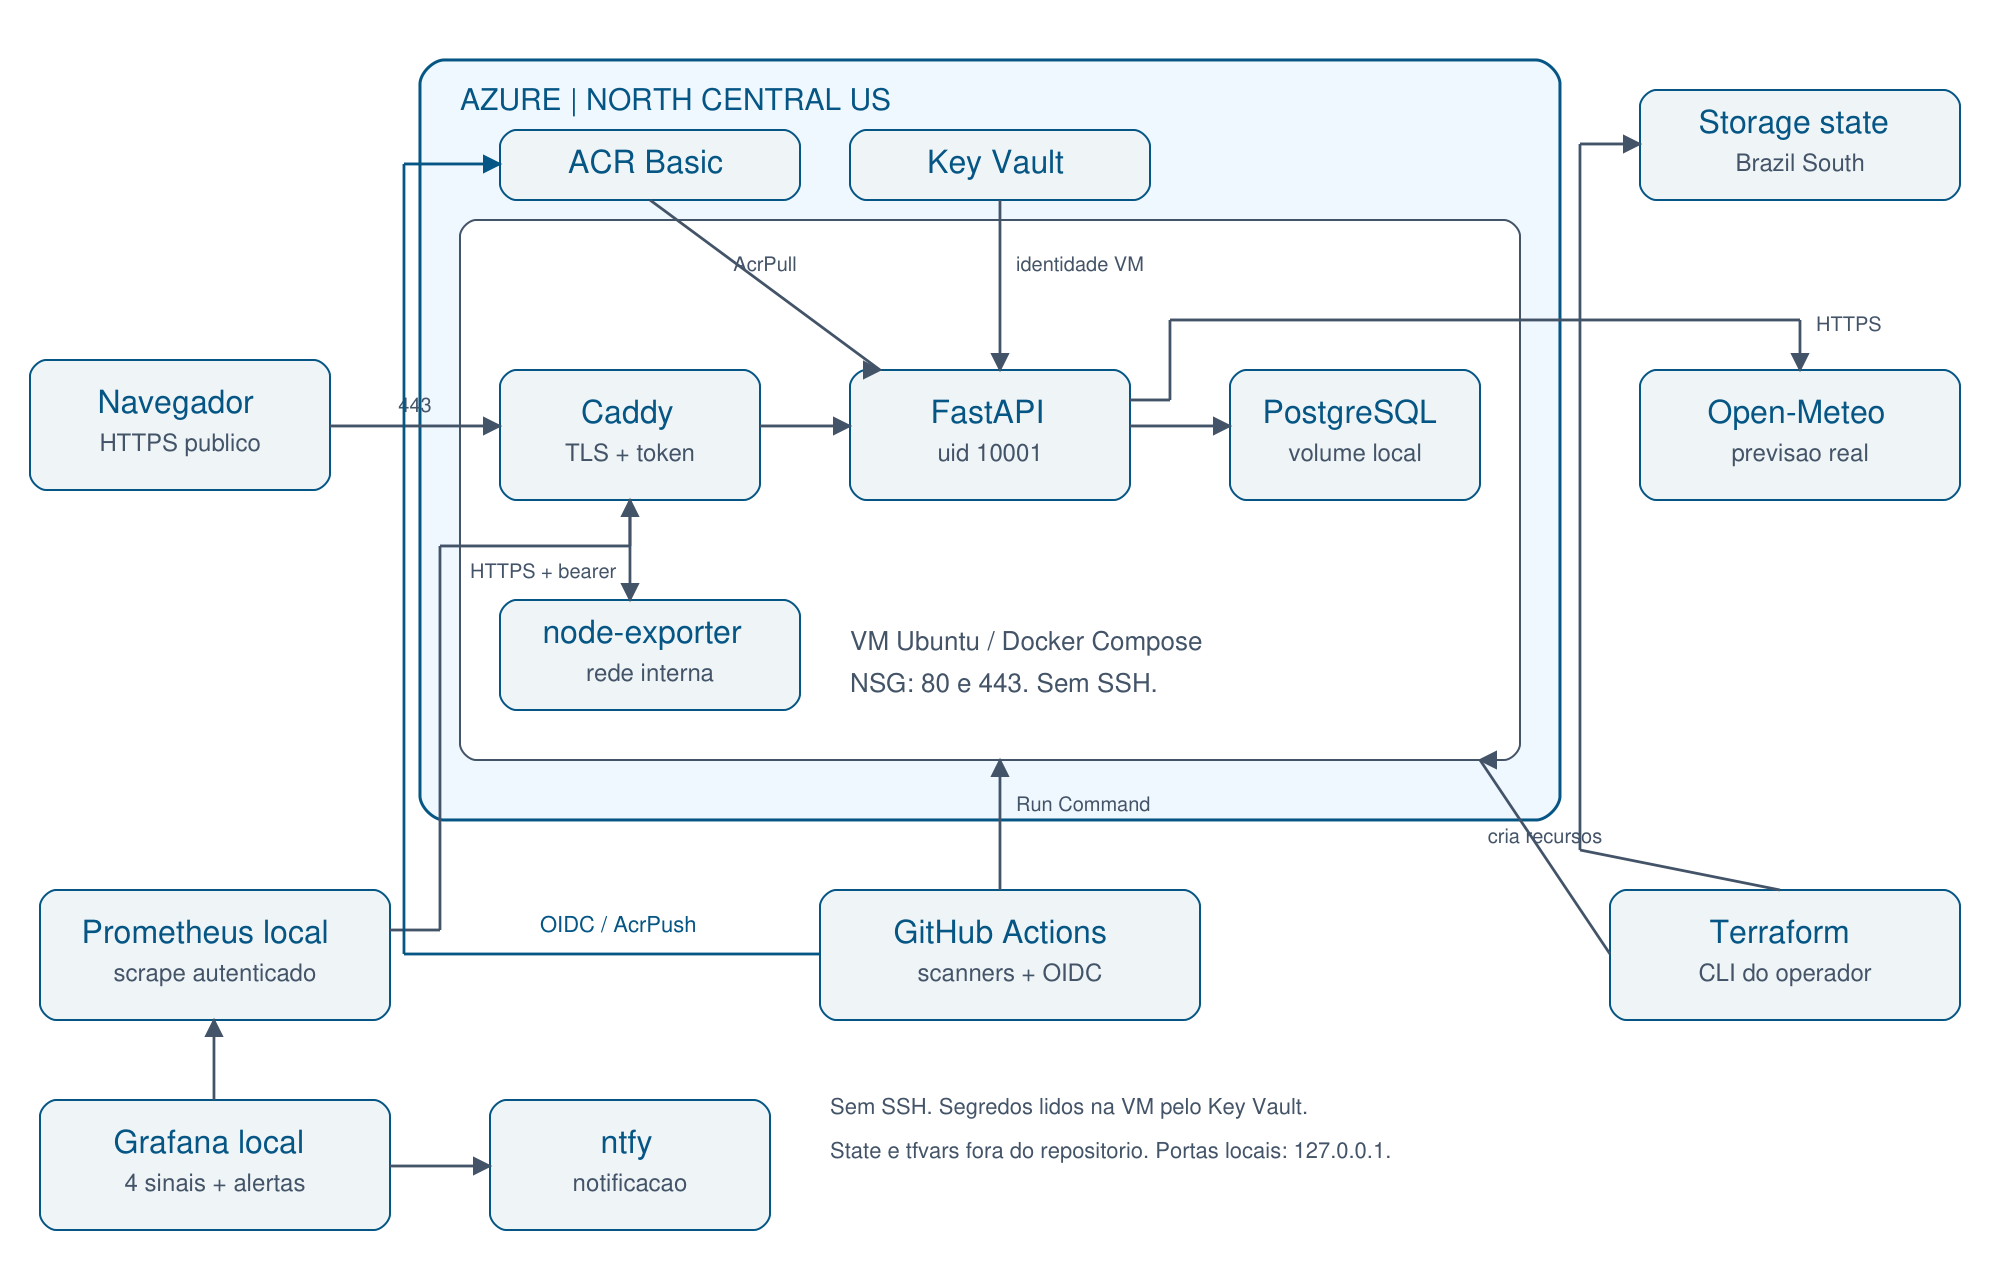 AZURE | NORTH CENTRAL US
ACR Basic
Key Vault
Storage state
Brazil South
AcrPull
identidade VM
HTTPS
Navegador
HTTPS publico
443
Caddy
TLS + token
FastAPI
uid 10001
PostgreSQL
volume local
Open-Meteo
previsao real
HTTPS + bearer
node-exporter
rede interna
VM Ubuntu / Docker Compose
NSG: 80 e 443. Sem SSH.
Run Command
cria recursos
Prometheus local
scrape autenticado
OIDC / AcrPush
GitHub Actions
scanners + OIDC
Terraform
CLI do operador
Grafana local
4 sinais + alertas
ntfy
notificacao
Sem SSH. Segredos lidos na VM pelo Key Vault.
State e tfvars fora do repositorio. Portas locais: 127.0.0.1.